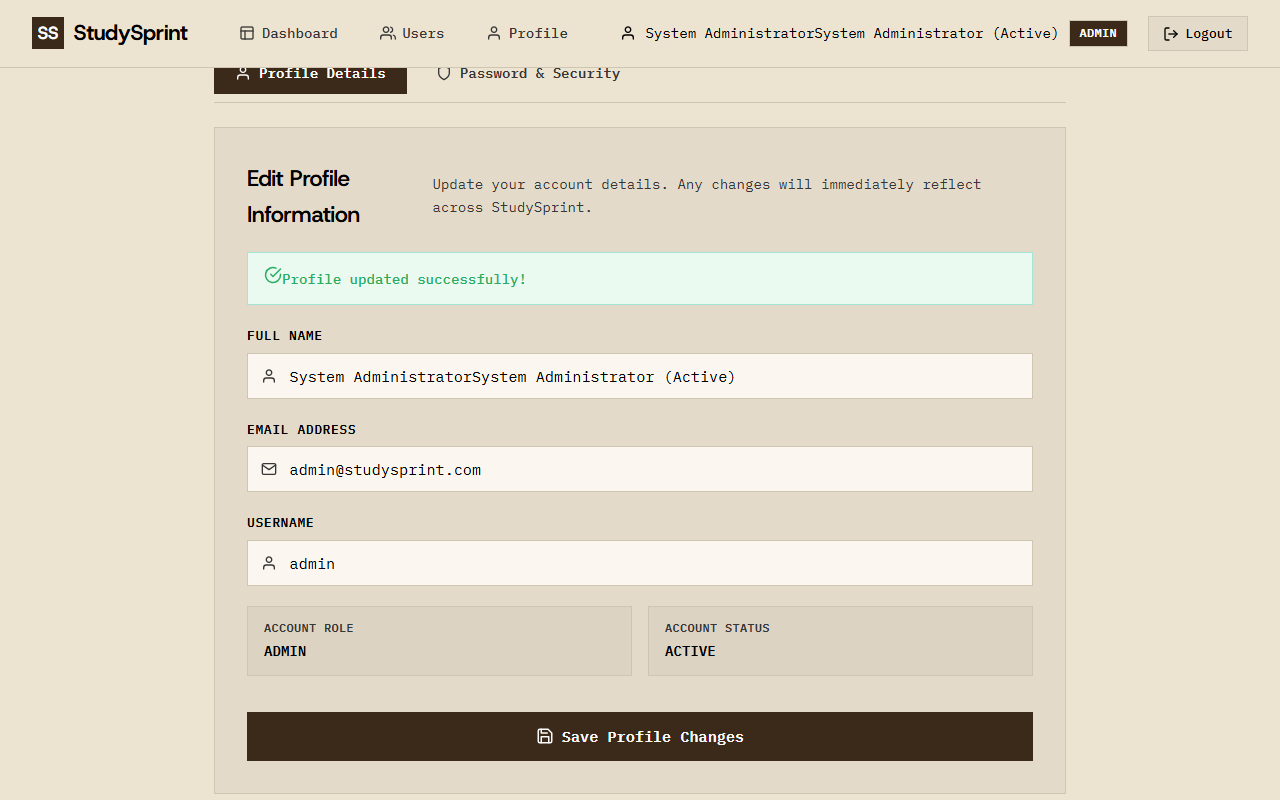 SS StudySprint Dashboard Users Profile System AdministratorSystem Administrator (Active) ADMIN Logout
Profile Details Password & Security
Edit Profile
Information
Update your account details. Any changes will immediately reflect
across StudySprint.
Profile updated successfully!
FULL NAME
System AdministratorSystem Administrator (Active)
EMAIL ADDRESS
admin@studysprint.com
USERNAME
admin
ACCOUNT ROLE
ADMIN
ACCOUNT STATUS
ACTIVE
Save Profile Changes